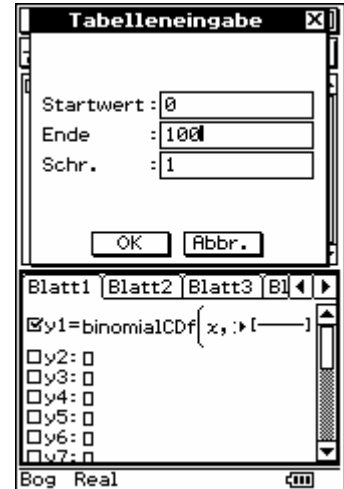 Tabelleneingabe
Startwert:0
Ende :100
Schr. :1
OK Abbr.
Blatt1 Blatt2 Blatt3 Bl
y1=binomialCDf(x,
y2:
y3:
y4:
y5:
y6:
y7:
Bog Real